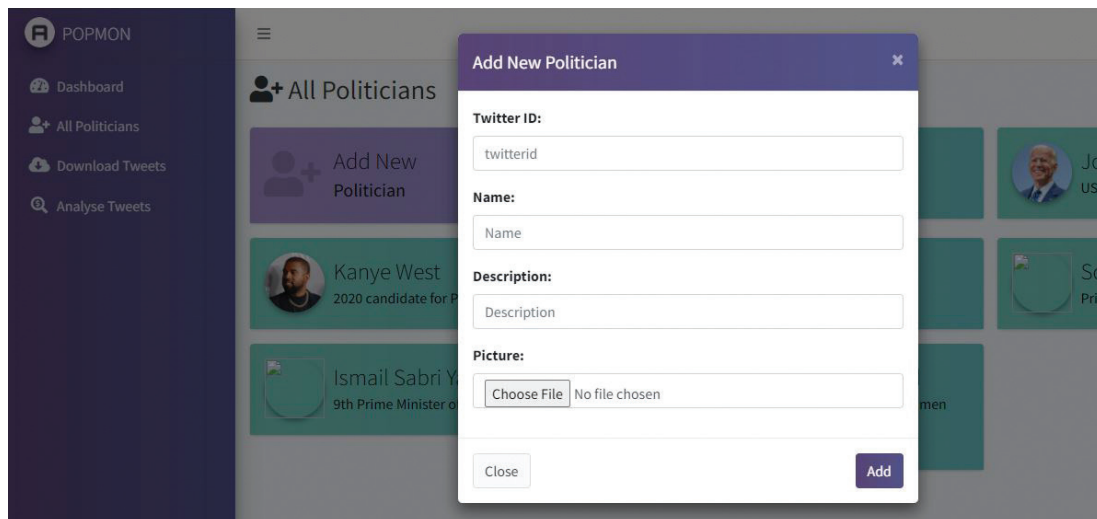 POPMON
Dashboard
All Politicians
Download Tweets
Analyse Tweets
All Politicians
Add New
Politician
Kanye West
2020 candidate for
Ismail Sabri
9th Prime Minister
men
US
Add New Politician
×
Twitter ID:
twitterid
Name:
Name
Description:
Description
Picture:
Choose File No file chosen
Close
Add